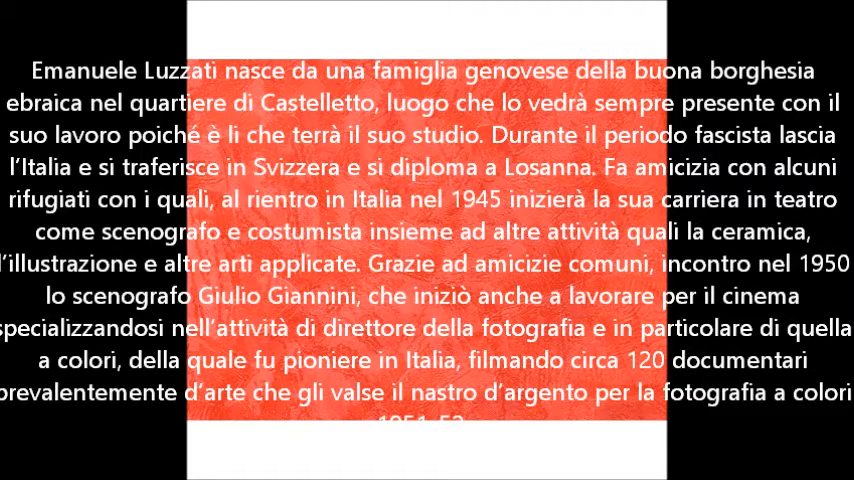 Emanuele Luzzati nasce da una famiglia genovese della buona borghesia
ebraica nel quartiere di Castelletto, luogo che lo vedrà sempre presente con il
suo lavoro poiché è li che terrà il suo studio. Durante il periodo fascista lascia
l’Italia e si traferisce in Svizzera e si diploma a Losanna. Fa amicizia con alcuni
rifugiati con i quali, al rientro in Italia nel 1945 inizierà la sua carriera in teatro
come scenografo e costumista insieme ad altre attività quali la ceramica,
l’illustrazione e altre arti applicate. Grazie ad amicizie comuni, incontro nel 1950
lo scenografo Giulio Giannini, che iniziò anche a lavorare per il cinema
specializzandosi nell’attività di direttore della fotografia e in particolare di quella
a colori, della quale fu pioniere in Italia, filmando circa 120 documentari
prevalentemente d’arte che gli valse il nastro d’argento per la fotografia a colori
1951-52